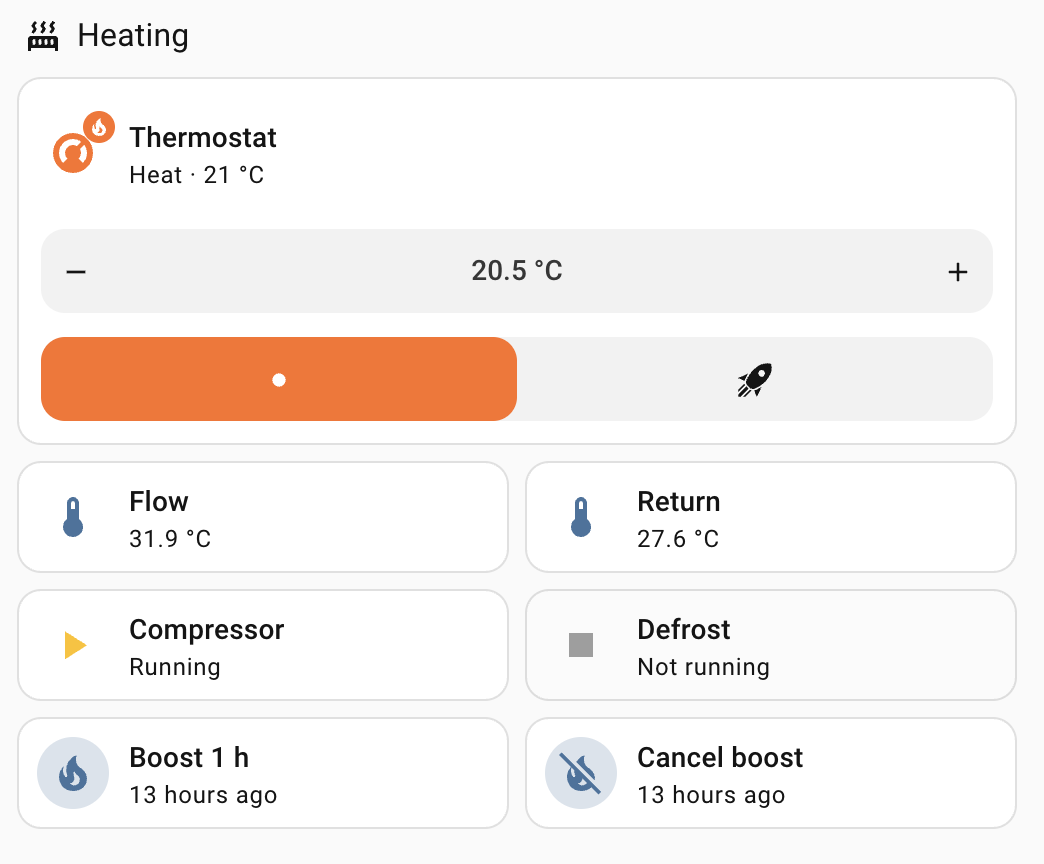 Heating
Thermostat
Heat · 21 °C
20.5 °C
Flow
31.9 °C
Return
27.6 °C
Compressor
Running
Defrost
Not running
Boost 1 h
13 hours ago
Cancel boost
13 hours ago